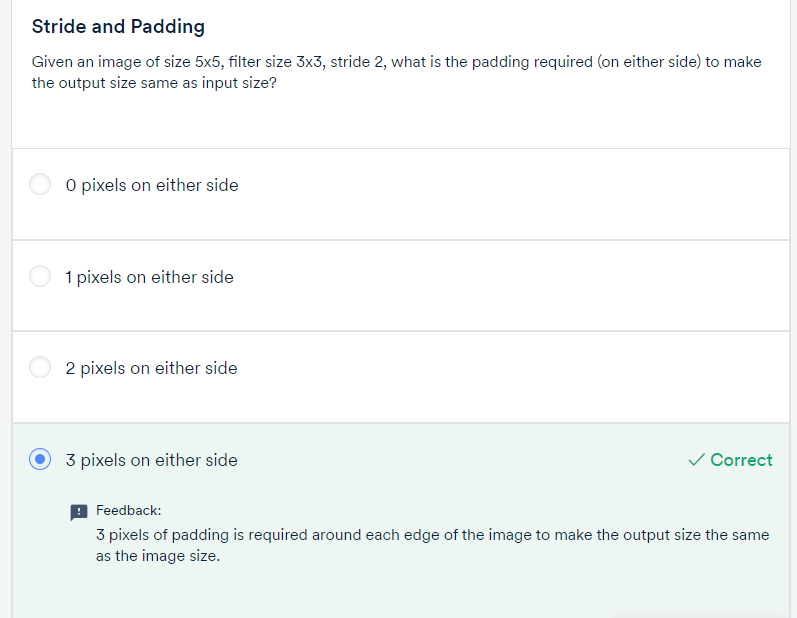 Stride and Padding
Given an image of size 5x5, filter size 3x3, stride 2, what is the padding required (on either side) to make
the output size same as input size?
0 pixels on either side
1 pixels on either side
2 pixels on either side
3 pixels on either side
Correct
Feedback:
3 pixels of padding is required around each edge of the image to make the output size the same
as the image size.